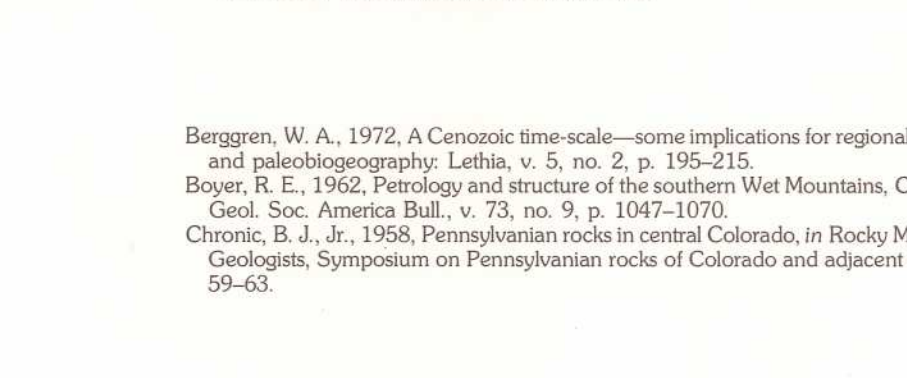 Berggren, W. A., 1972, A Cenozoic time-scale—some implications for regional
and paleobiogeography: Lethia, v. 5, no. 2, p. 195–215.
Boyer, R. E., 1962, Petrology and structure of the southern Wet Mountains, C
Geol. Soc. America Bull., v. 73, no. 9, p. 1047–1070.
Chronic, B. J., Jr., 1958, Pennsylvanian rocks in central Colorado, in Rocky M
Geologists, Symposium on Pennsylvanian rocks of Colorado and adjacent
59–63.